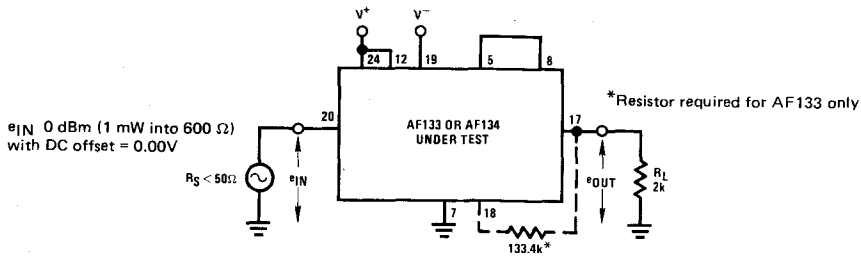 V+
V−
24
12
19
5
8
*Resistor required for AF133 only
20
AF133 OR AF134
UNDER TEST
17
eIN 0 dBm (1 mW into 600 Ω)
with DC offset = 0.00V
RS < 50Ω
eIN
eOUT
RL
2k
7
18
133.4k*